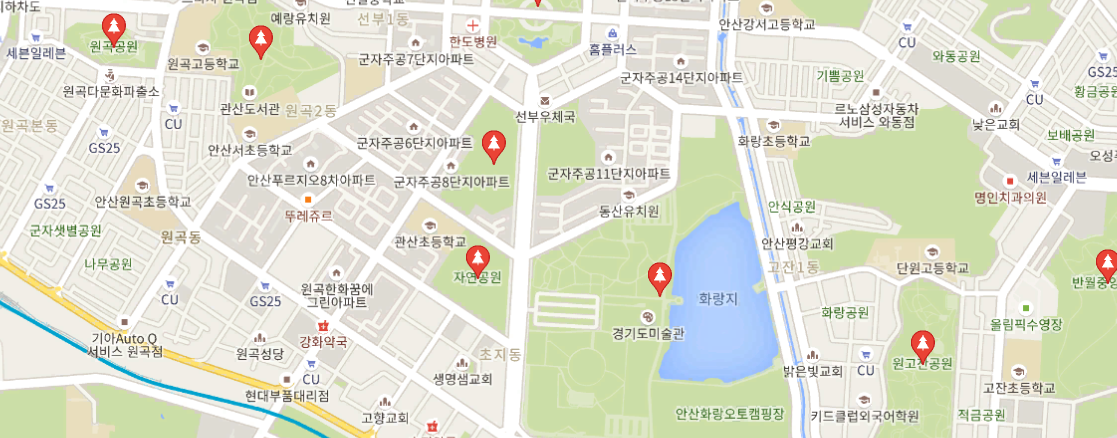 하차도
예랑유치원
선부1동
안산강서고등학교
세븐일레븐
원곡공원
한도병원
홈플러스
CU
와동공원
원곡고등학교
군자주공7단지아파트
GS25
원곡다문화파출소
군자주공14단지아파트
기쁨공원
CU
황금공원
관산도서관
원곡2동
선부우체국
르노삼성자동차
서비스 와동점
낮은교회
원곡본동
CU
보배공원
GS25
안산서초등학교
군자주공6단지아파트
화랑초등학교
안산푸르지오8차아파트
군자주공8단지아파트
군자주공11단지아파트
세븐일레븐
GS25
안산원곡초등학교
뚜레쥬르
동산유치원
안식공원
명인치과의원
군자샛별공원
원곡동
관산초등학교
안산평강교회
나무공원
자연공원
고잔1동
단원고등학교
CU
GS25
원곡한화꿈에
그린아파트
화랑지
반월중앙
경기도미술관
화랑공원
올림픽수영장
기아Auto Q
서비스 원곡점
강화약국
원곡성당
초지동
원고잔공원
CU
생명샘교회
밝은빛교회
CU
고잔초등학교
현대부품대리점
고향교회
안산화랑오토캠핑장
키드클럽외국어학원
적금공원